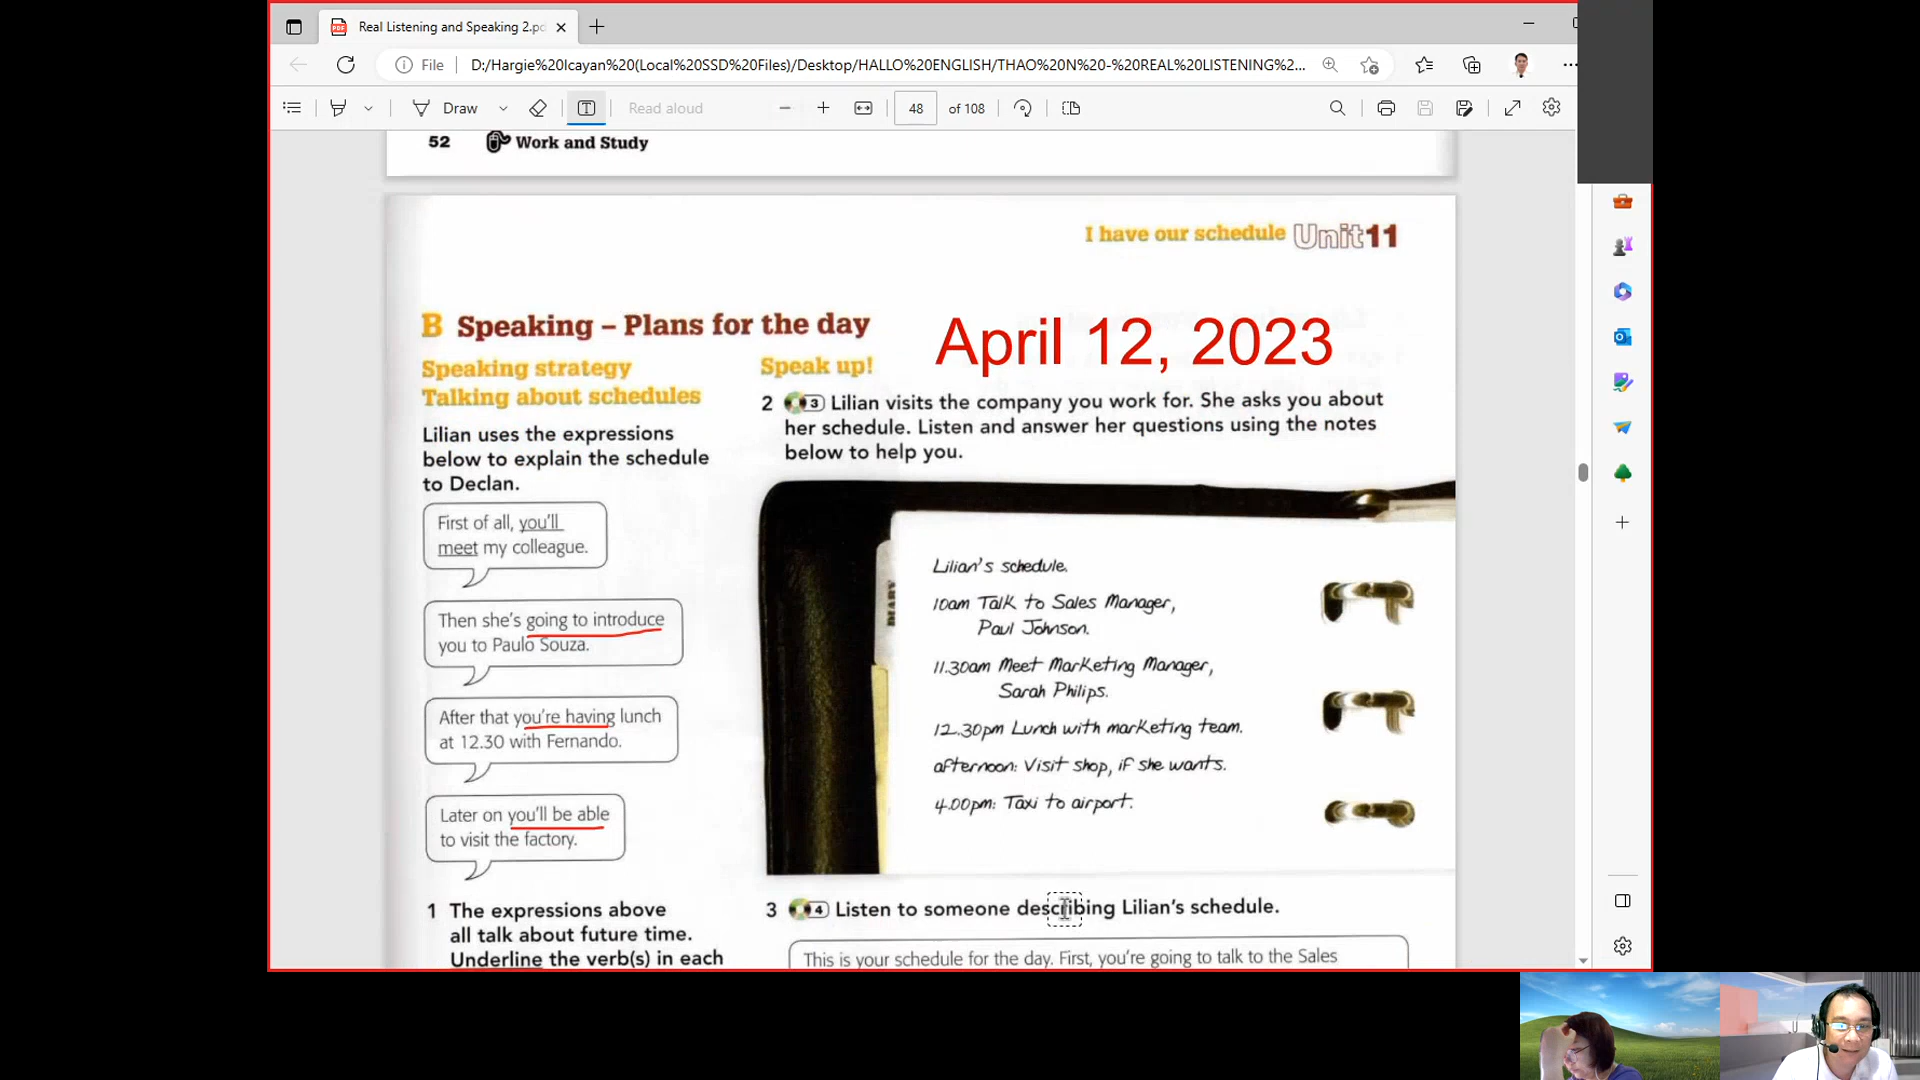 Real Listening and Speaking 2.pd
File
D:/Hargie%20Icayan%20(Local%20SSD%20Files)/Desktop/HALLO%20ENGLISH/THAO%20N%20-%20REAL%20LISTENING%2...
Draw
Read aloud
48 of 108
52 Work and Study
I have our schedule Unit11
B Speaking – Plans for the day
April 12, 2023
Speaking strategy
Talking about schedules
Lilian uses the expressions
below to explain the schedule
to Declan.
First of all, you'll
meet my colleague.
Then she's going to introduce
you to Paulo Souza.
After that you're having lunch
at 12.30 with Fernando.
Later on you'll be able
to visit the factory.
1 The expressions above
all talk about future time.
Underline the verb(s) in each
Speak up!
2 3 Lilian visits the company you work for. She asks you about
her schedule. Listen and answer her questions using the notes
below to help you.
DIARY
Lilian's schedule.
10am Talk to Sales Manager,
Paul Johnson.
11.30am Meet Marketing Manager,
Sarah Philips.
12.30pm Lunch with marketing team.
afternoon: Visit shop, if she wants.
4.00pm: Taxi to airport.
3 4 Listen to someone describing Lilian's schedule.
This is your schedule for the day. First, you're going to talk to the Sales